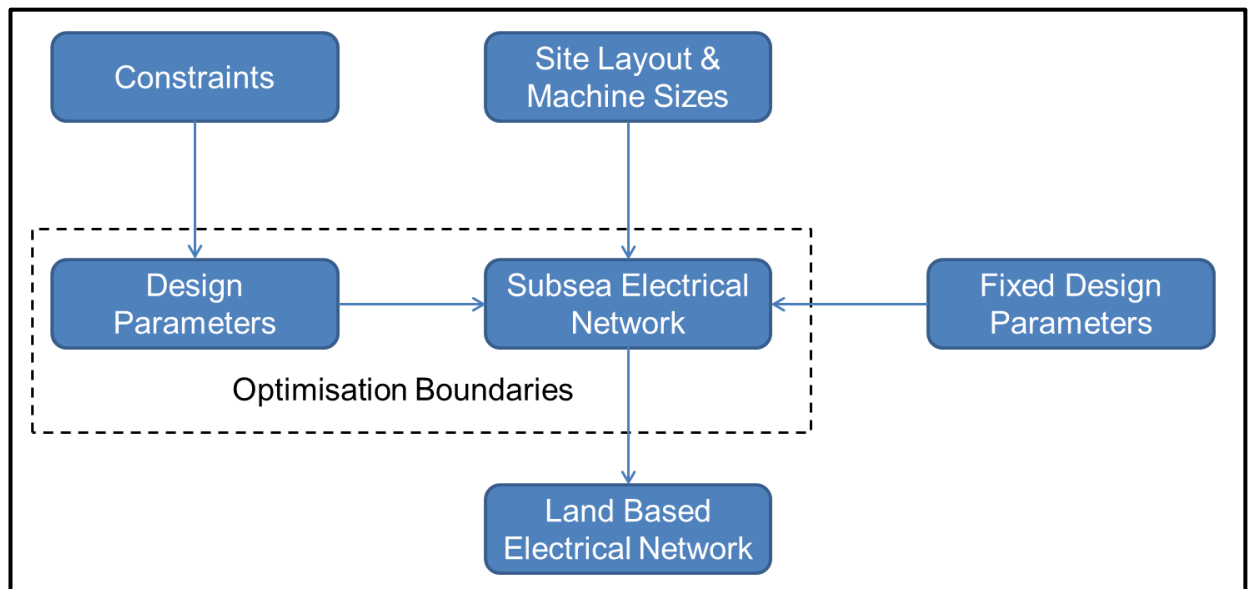 Constraints
Site Layout &
Machine Sizes
Design
Parameters
Subsea Electrical
Network
Fixed Design
Parameters
Optimisation Boundaries
Land Based
Electrical Network